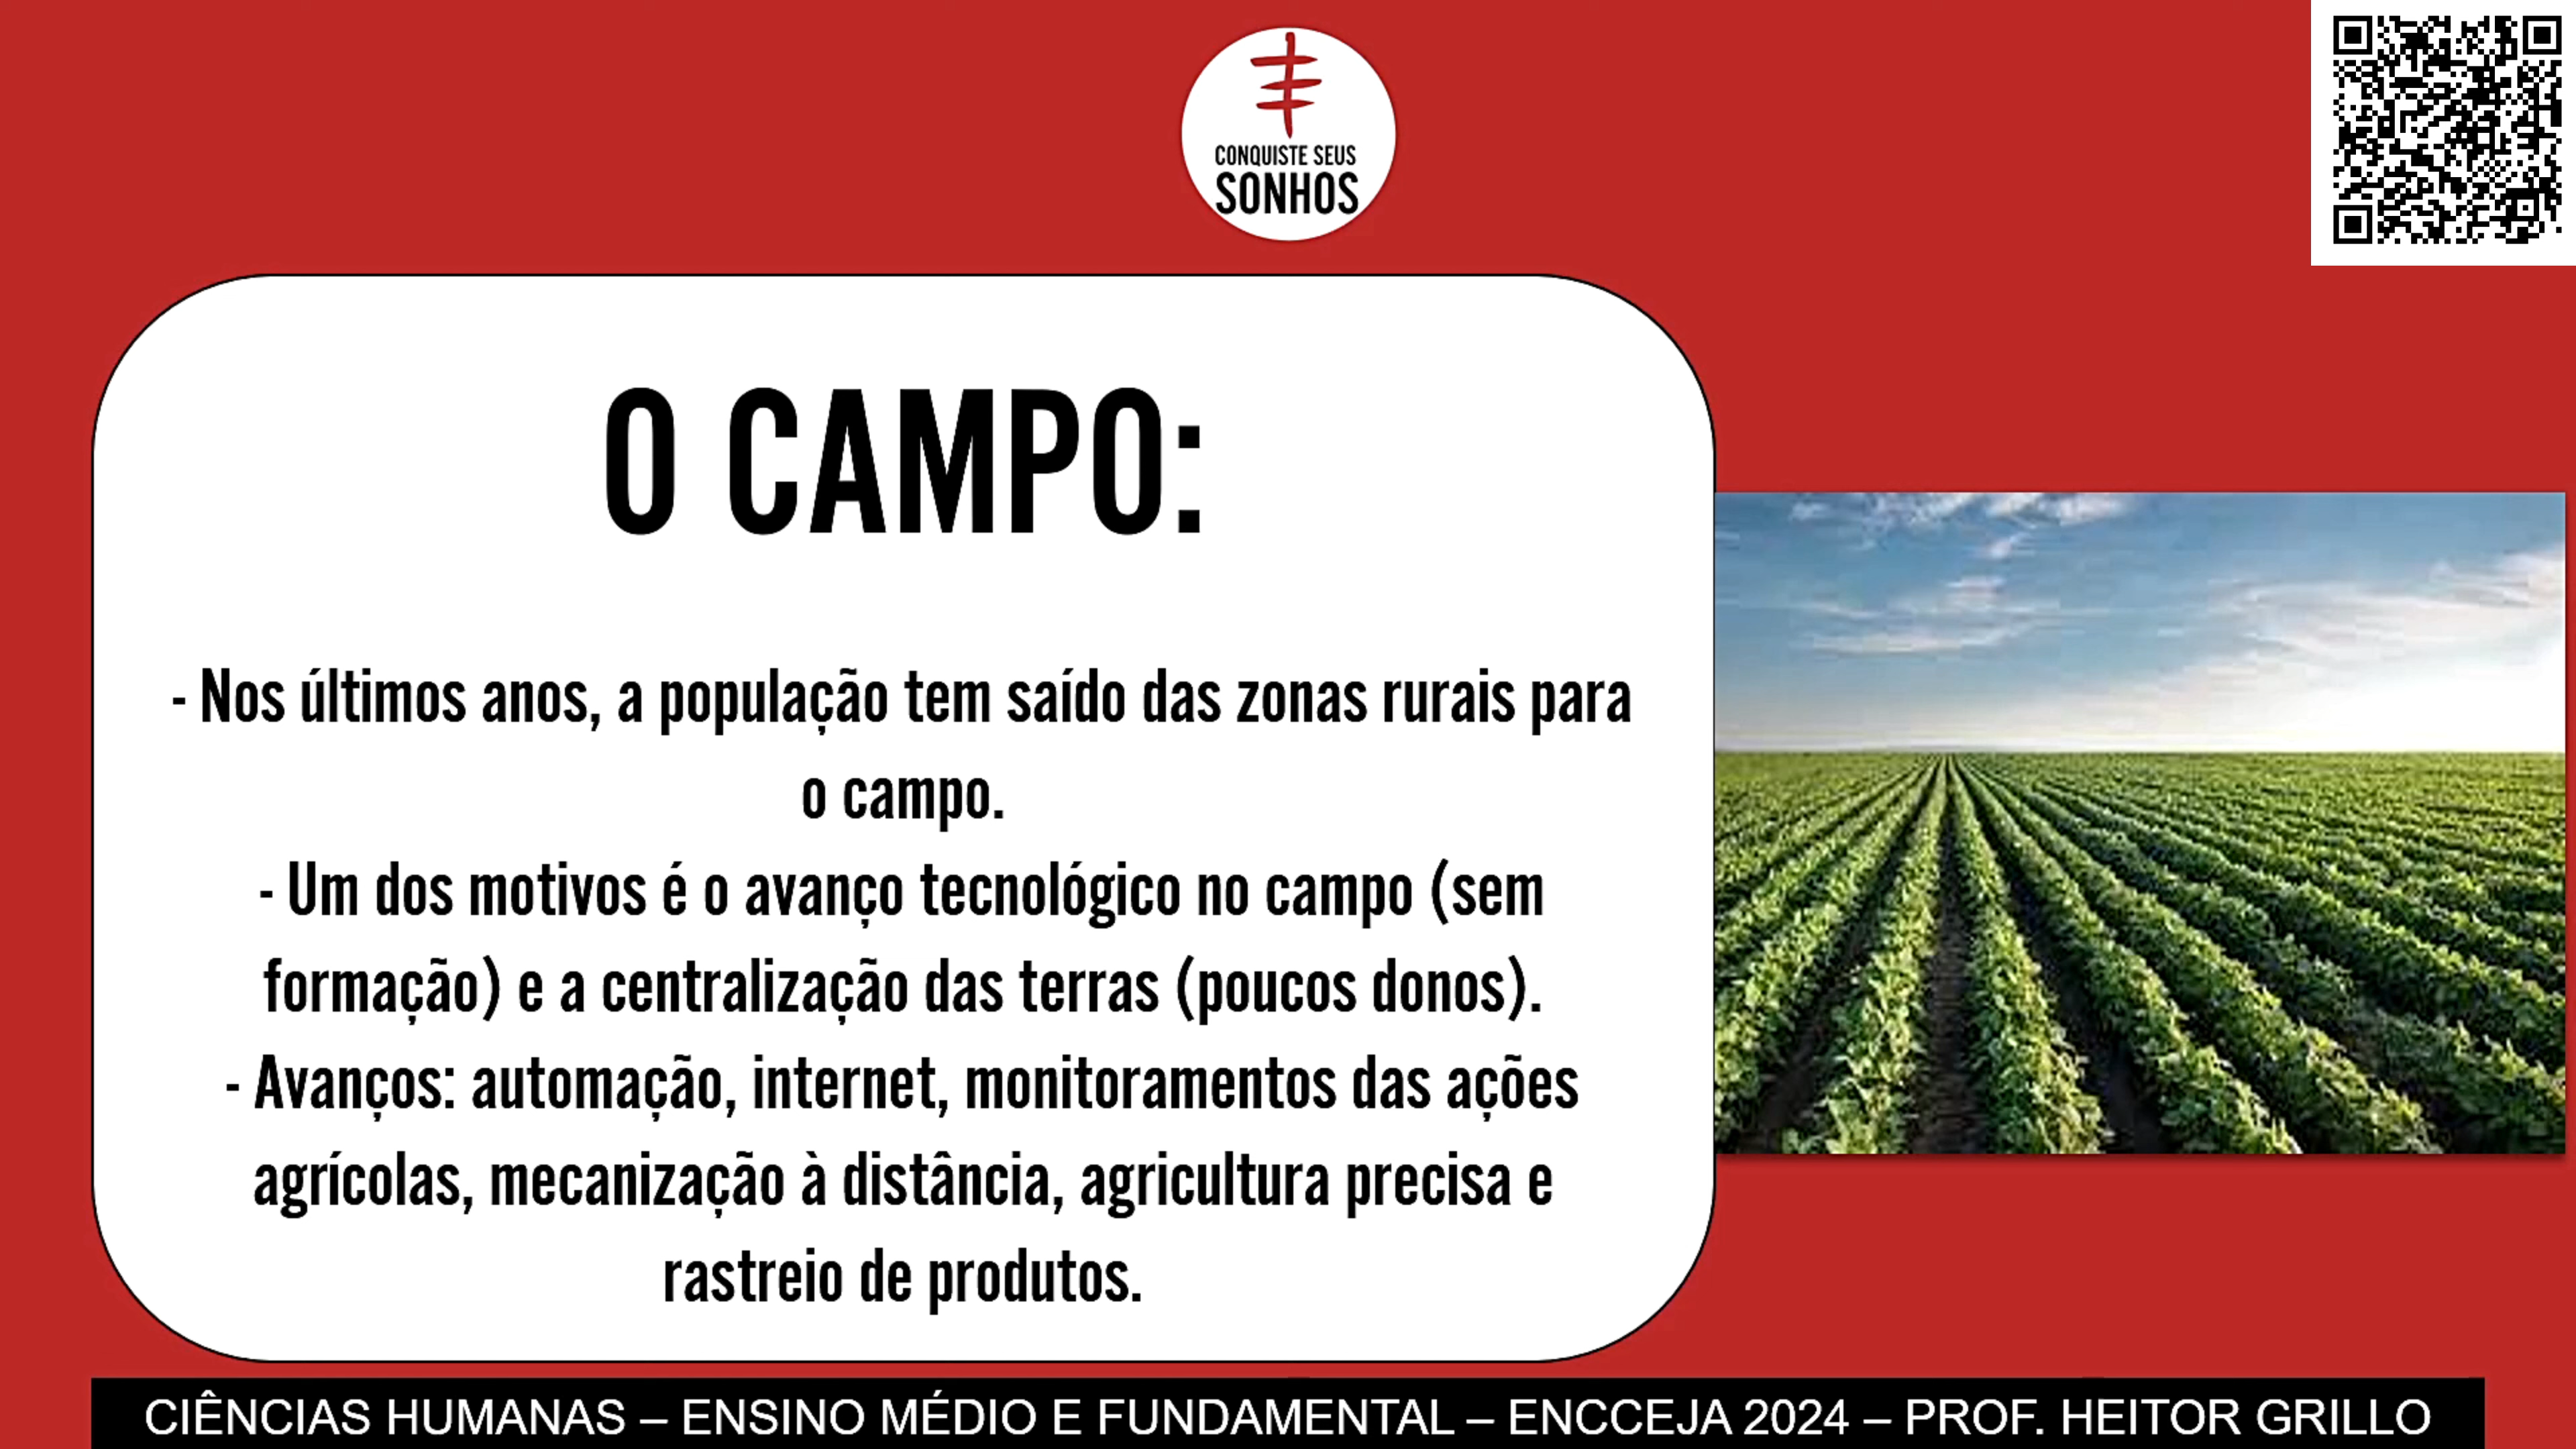 CONQUISTE SEUS
SONHOS
O CAMPO:
- Nos últimos anos, a população tem saído das zonas rurais para
o campo.
- Um dos motivos é o avanço tecnológico no campo (sem
formação) e a centralização das terras (poucos donos).
- Avanços: automação, internet, monitoramentos das ações
agrícolas, mecanização à distância, agricultura precisa e
rastreio de produtos.
CIÊNCIAS HUMANAS – ENSINO MÉDIO E FUNDAMENTAL – ENCCEJA 2024 – PROF. HEITOR GRILLO